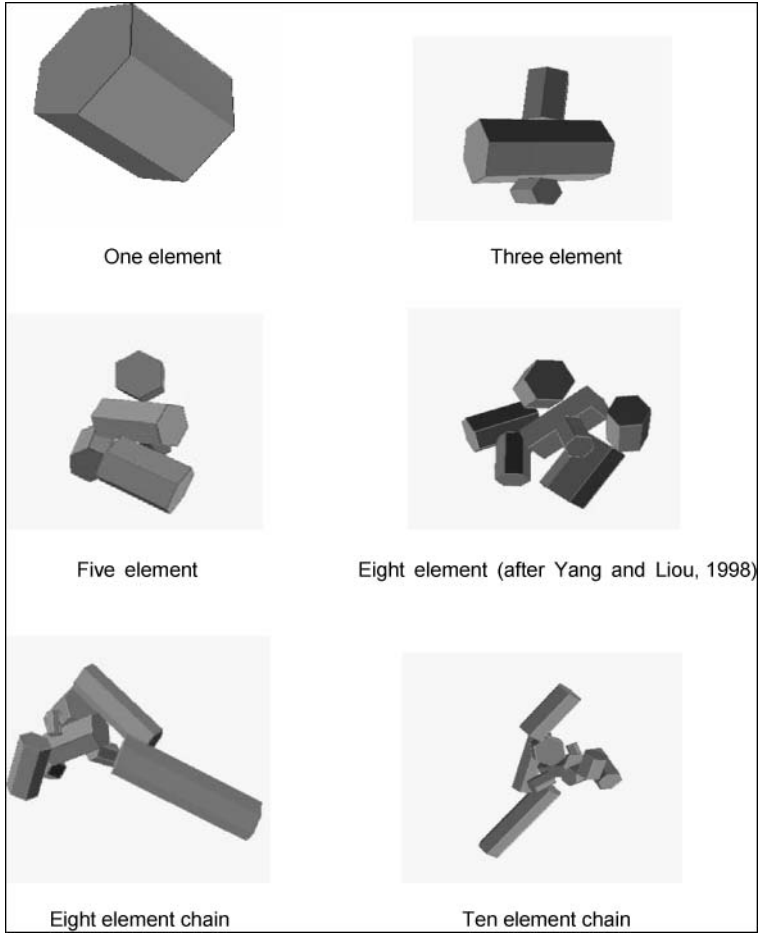 One element
Three element
Five element
Eight element (after Yang and Liou, 1998)
Eight element chain
Ten element chain